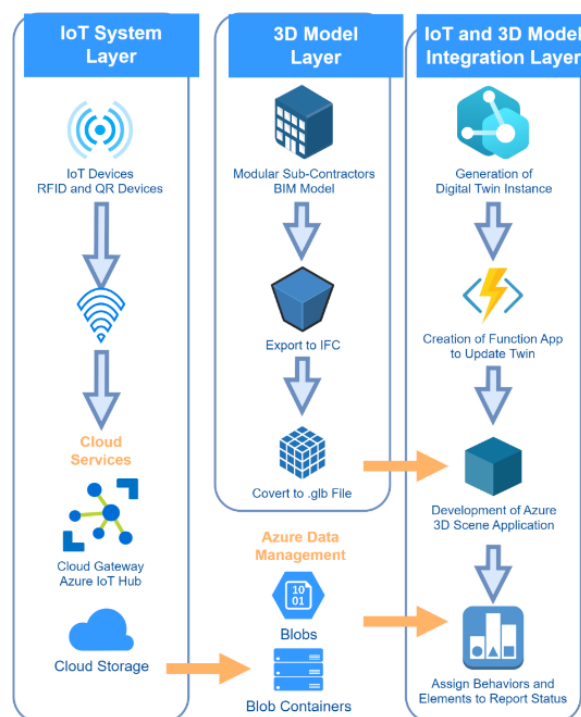 IoT System
Layer
IoT Devices
RFID and QR Devices
Cloud
Services
Cloud Gateway
Azure IoT Hub
Cloud Storage
3D Model
Layer
Modular Sub-Contractors
BIM Model
Export to IFC
Covert to .glb File
Azure Data
Management
10
01
Blobs
Blob Containers
IoT and 3D Model
Integration Layer
Generation of
Digital Twin Instance
Creation of Function App
to Update Twin
Development of Azure
3D Scene Application
Assign Behaviors and
Elements to Report Status